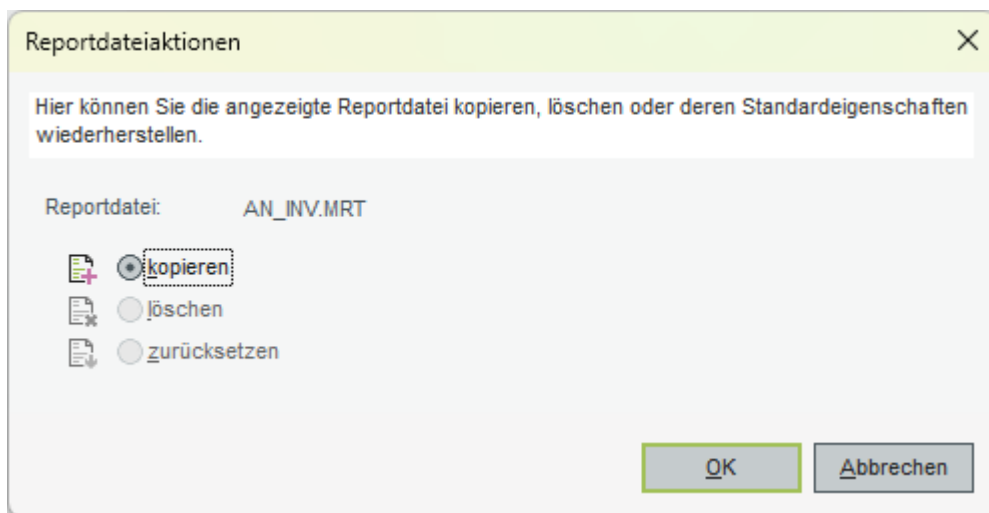 Reportdateiaktionen
Hier können Sie die angezeigte Reportdatei kopieren, löschen oder deren Standardeigenschaften
wiederherstellen.
Reportdatei: AN_INV.MRT
kopieren
löschen
zurücksetzen
OK Abbrechen